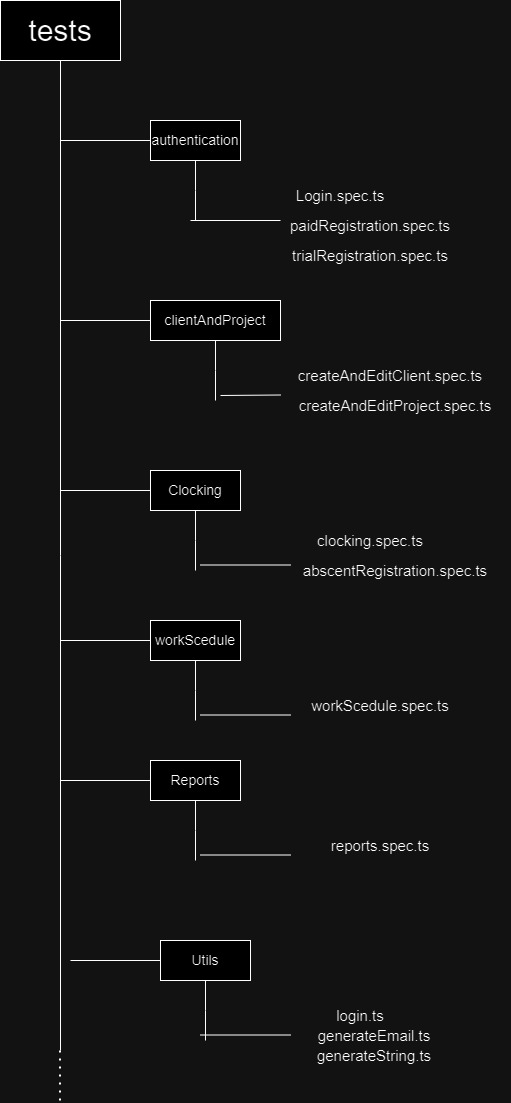 tests
authentication
Login.spec.ts
paidRegistration.spec.ts
trialRegistration.spec.ts
clientAndProject
createAndEditClient.spec.ts
createAndEditProject.spec.ts
Clocking
clocking.spec.ts
abscentRegistration.spec.ts
workScedule
workScedule.spec.ts
Reports
reports.spec.ts
Utils
login.ts
generateEmail.ts
generateString.ts